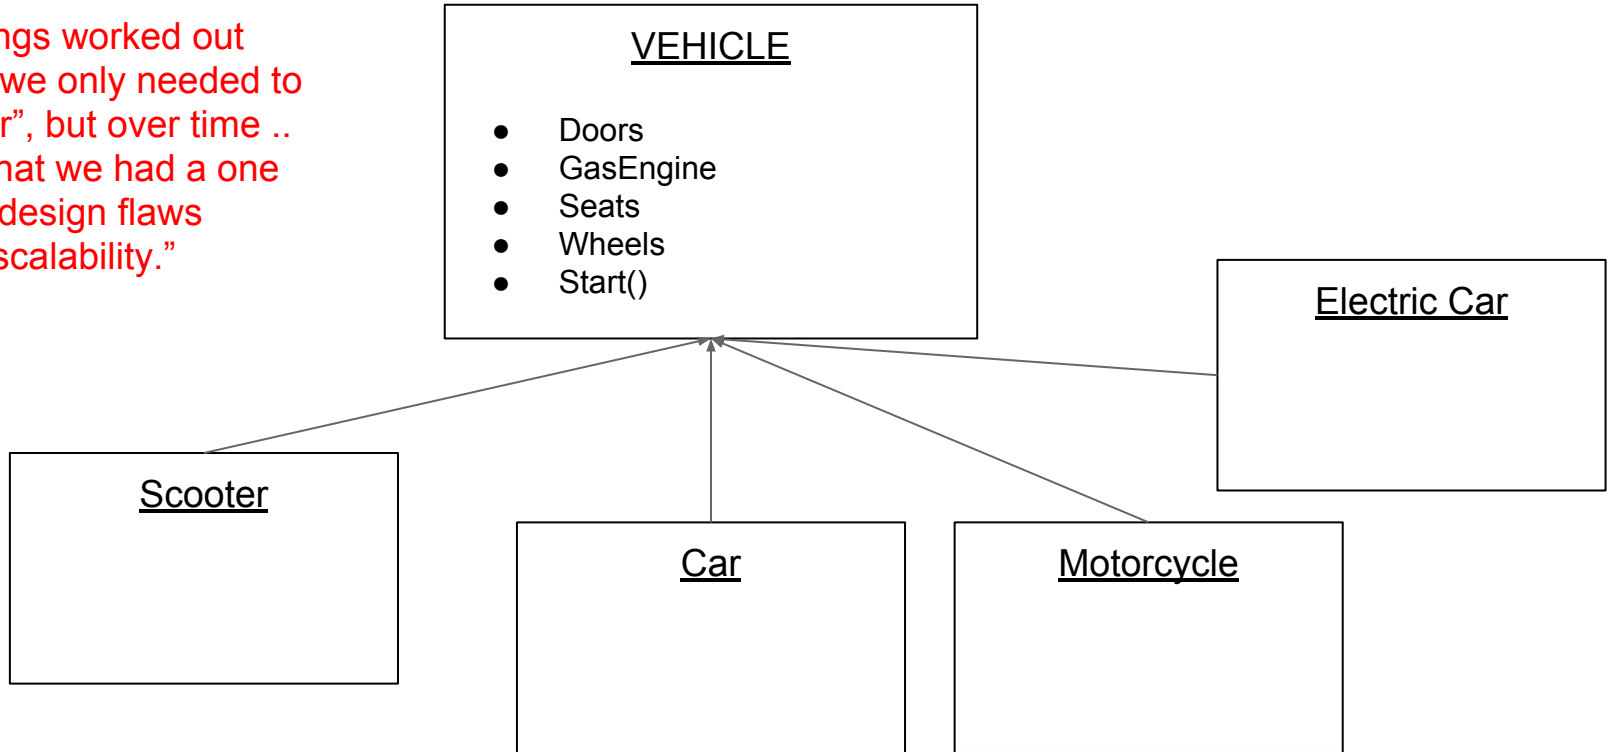 ngs worked out
we only needed to
r”, but over time ..
hat we had a one
design flaws
scalability.”
VEHICLE
● Doors
● GasEngine
● Seats
● Wheels
● Start()
Electric Car
Scooter
Car
Motorcycle